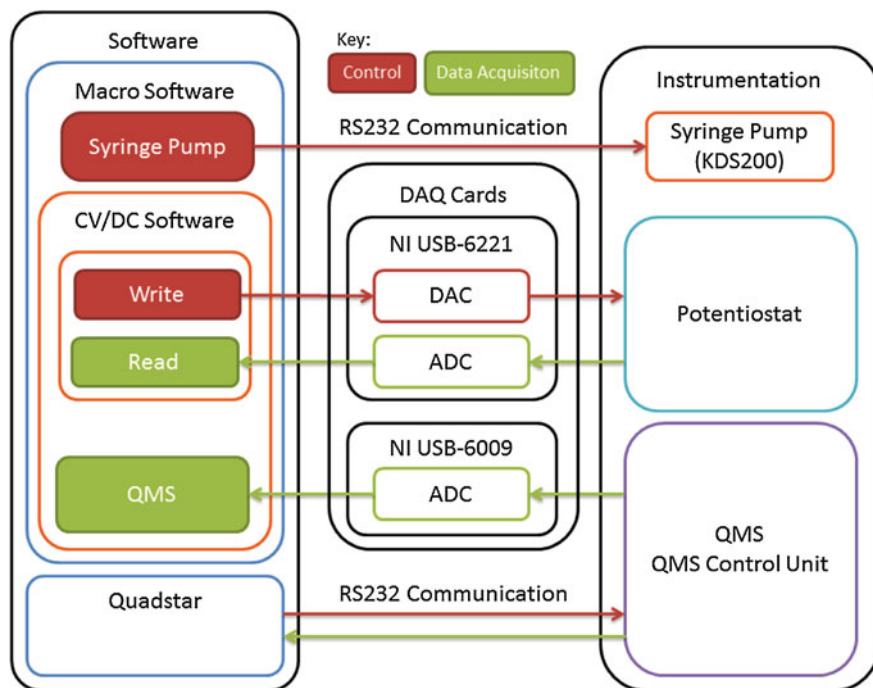 Software
Key:
Control
Data Acquisiton
Instrumentation
Macro Software
Syringe Pump
RS232 Communication
Syringe Pump
(KDS200)
DAQ Cards
CV/DC Software
NI USB-6221
Write
DAC
Potentiostat
Read
ADC
NI USB-6009
QMS
ADC
QMS
QMS Control Unit
Quadstar
RS232 Communication